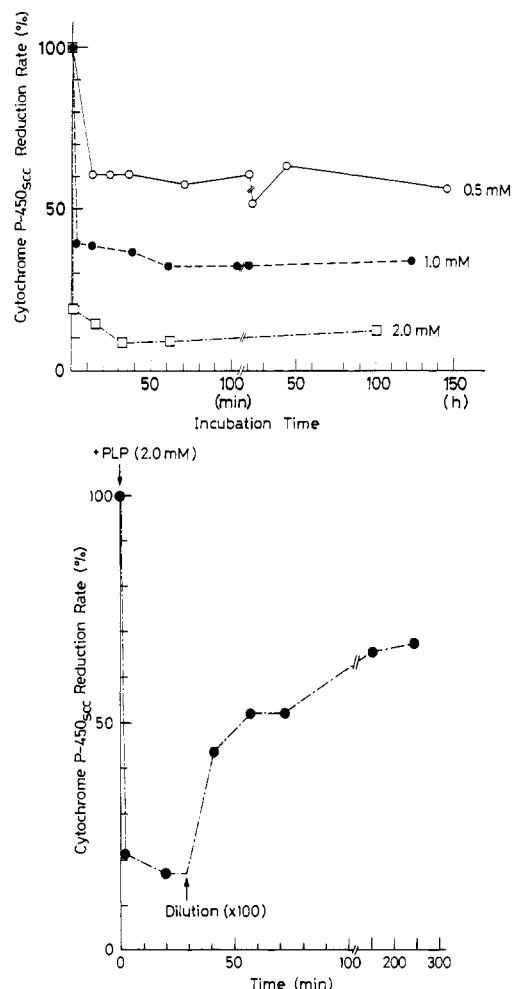 Cytochrome P-450SCC Reduction Rate (%)
100
50
0
0.5 mM
1.0 mM
2.0 mM
50 100 50 100 150
(min) (h)
Incubation Time
+PLP (2.0 mM)
Cytochrome P-450SCC Reduction Rate (%)
100
50
0
Dilution (x100)
0 50 100 200 300
Time (min)